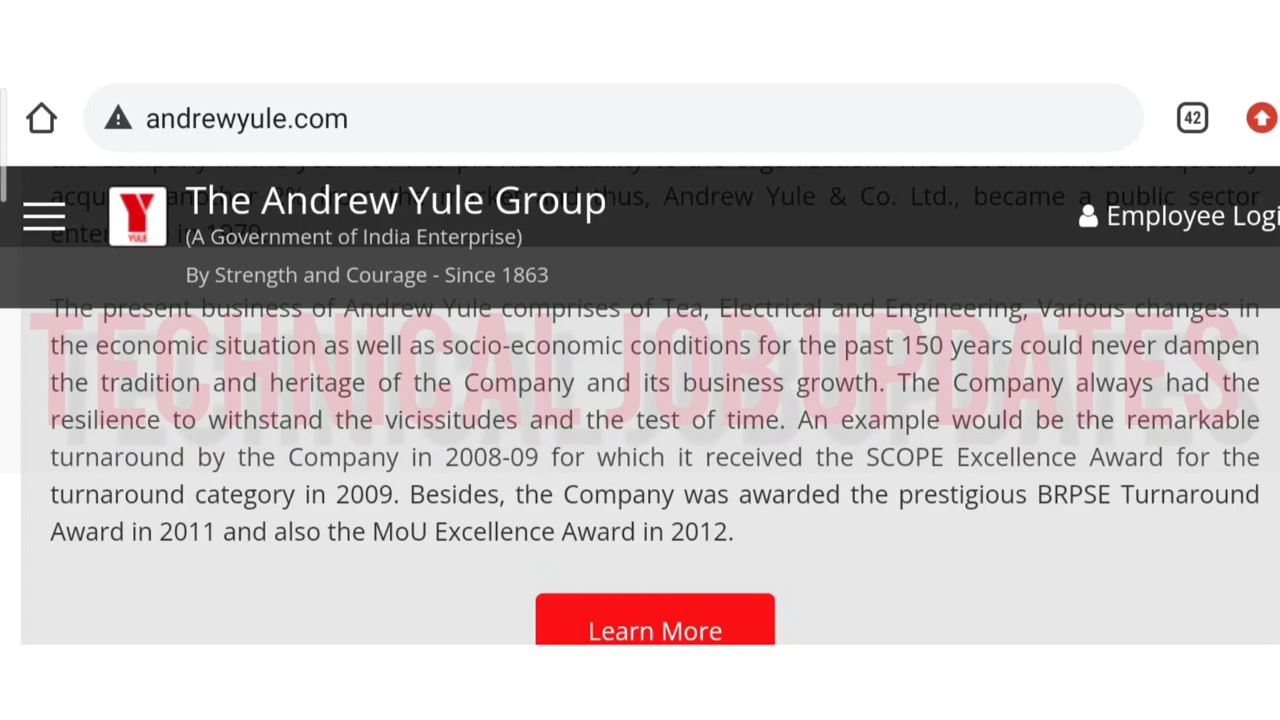 andrewyule.com
42
The Andrew Yule Group
Employee Logi
(A Government of India Enterprise)
By Strength and Courage - Since 1863
YULE
thus, Andrew Yule & Co. Ltd., became a public sector
The present business of Andrew Yule comprises of Tea, Electrical and Engineering, Various changes in
the economic situation as well as socio-economic conditions for the past 150 years could never dampen
the tradition and heritage of the Company and its business growth. The Company always had the
resilience to withstand the vicissitudes and the test of time. An example would be the remarkable
turnaround by the Company in 2008-09 for which it received the SCOPE Excellence Award for the
turnaround category in 2009. Besides, the Company was awarded the prestigious BRPSE Turnaround
Award in 2011 and also the MoU Excellence Award in 2012.
TECHNICAL JOB UPDATES
Learn More